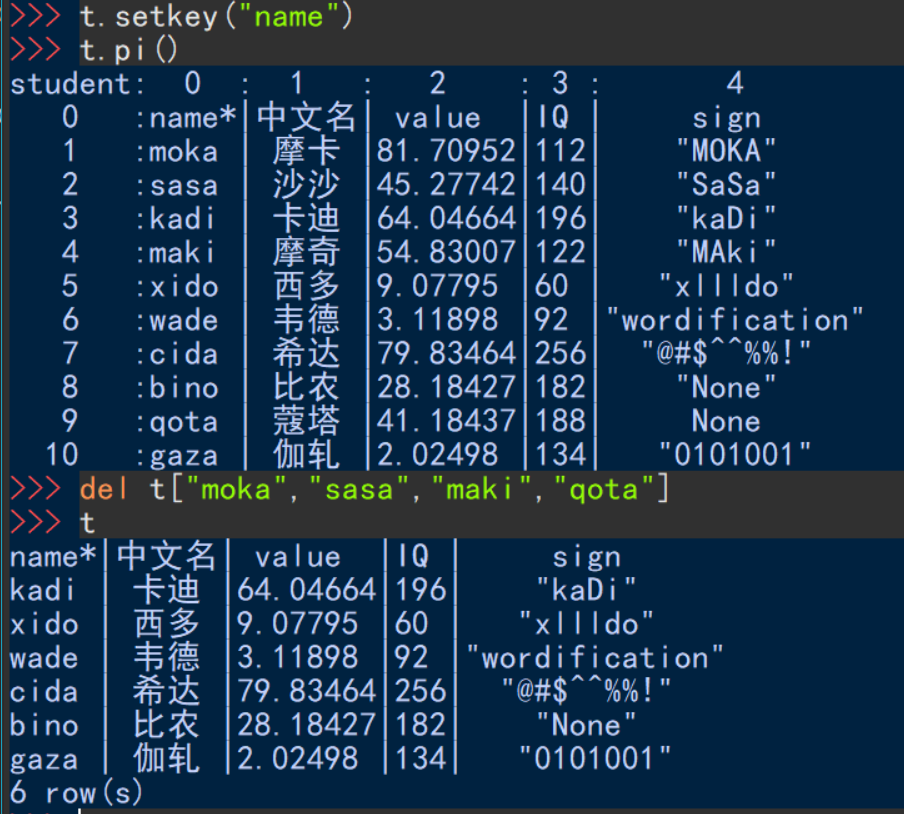 >>> t.setkey("name")
>>> t.pi()
student:  0  :  1   :   2    : 3 :       4
   0   :name*|中文名| value  |IQ |     sign
   1   :moka | 摩卡 |81.70952|112|    "MOKA"
   2   :sasa | 沙沙 |45.27742|140|    "SaSa"
   3   :kadi | 卡迪 |64.04664|196|    "kaDi"
   4   :maki | 摩奇 |54.83007|122|    "MAki"
   5   :xido | 西多 |9.07795 |60 |   "xllldo"
   6   :wade | 韦德 |3.11898 |92 |"wordification"
   7   :cida | 希达 |79.83464|256|  "@#$^^%%!"
   8   :bino | 比农 |28.18427|182|    "None"
   9   :qota | 蔻塔 |41.18437|188|     None
  10   :gaza | 伽轧 |2.02498 |134|   "0101001"
>>> del t["moka","sasa","maki","qota"]
>>> t
name*|中文名| value  |IQ |     sign
kadi | 卡迪 |64.04664|196|    "kaDi"
xido | 西多 |9.07795 |60 |   "xllldo"
wade | 韦德 |3.11898 |92 |"wordification"
cida | 希达 |79.83464|256|  "@#$^^%%!"
bino | 比农 |28.18427|182|    "None"
gaza | 伽轧 |2.02498 |134|   "0101001"
6 row(s)